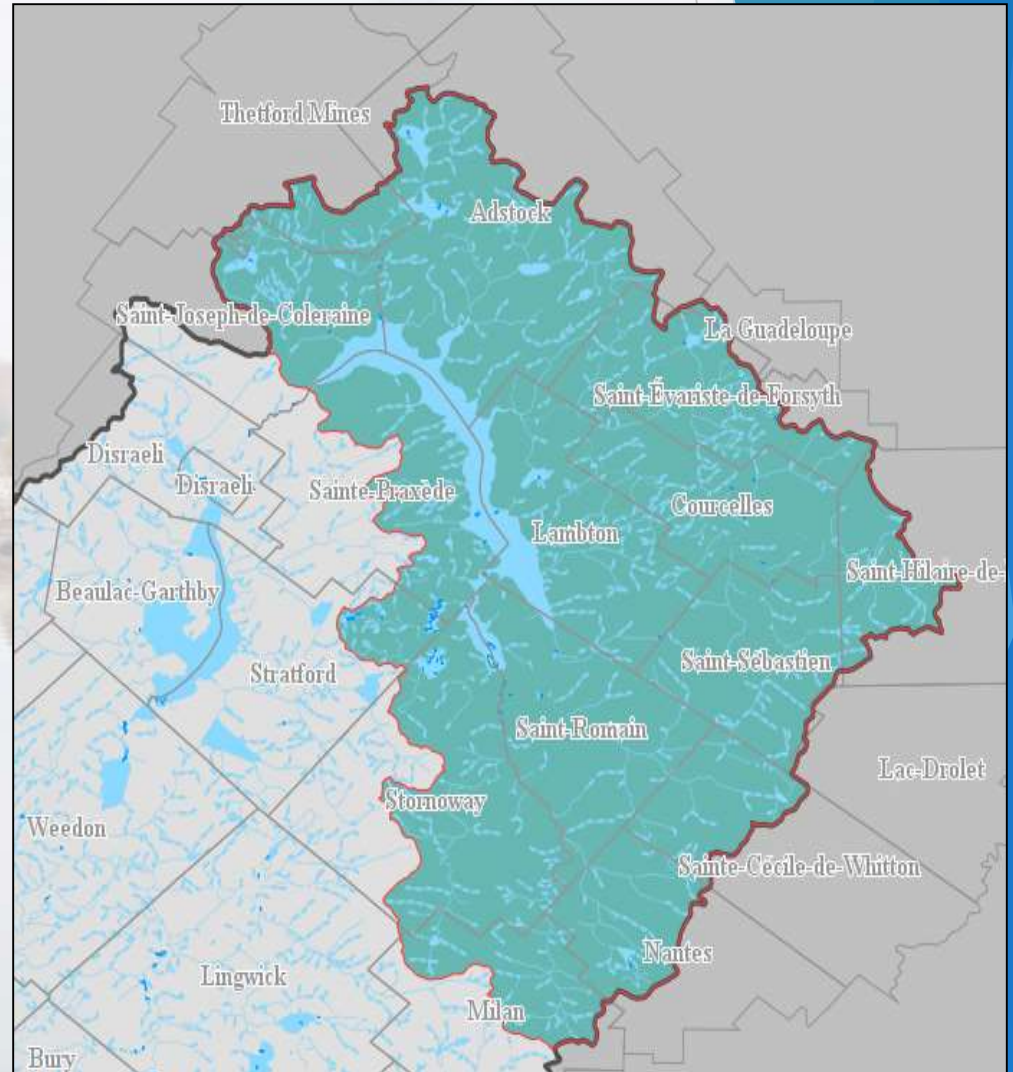 Thetford Mines
Adstock
Saint-Joseph-de-Coleraine
La Guadeloupe
Saint-Évariste-de-Forsyth
Disraeli
Disraeli
Sainte-Praxède
Courcelles
Lambton
Saint-Hilaire-de-
Beaulac-Garthby
Saint-Sébastien
Stratford
Saint-Romain
Lac-Drolet
Stornoway
Weedon
Sainte-Cécile-de-Whitton
Nantes
Lingwick
Milan
Bury